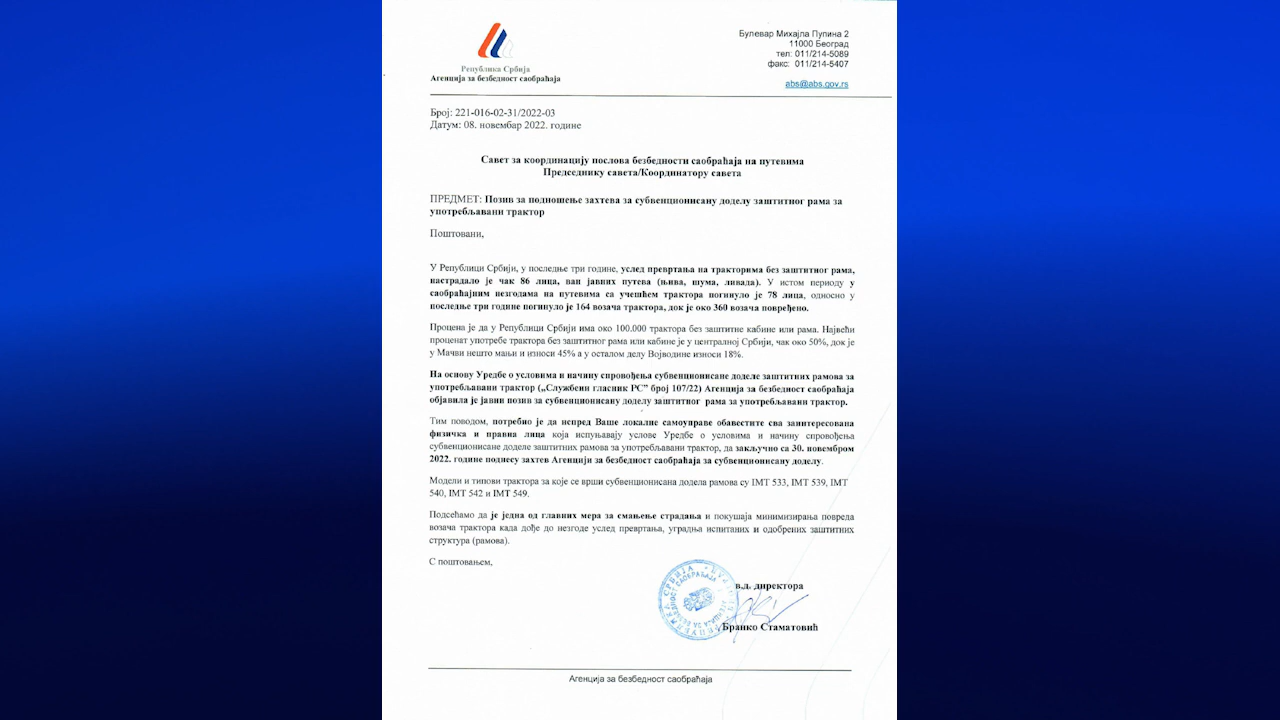 Република Србија
Агенција за безбедност саобраћаја
Булевар Михајла Пупина 2
11000 Београд
тел: 011/214-5089
факс: 011/214-5407
abs@abs.gov.rs
Број: 221-016-02-31/2022-03
Датум: 08. новембар 2022. године
Савет за координацију послова безбедности саобраћаја на путевима
Председнику савета/Координатору савета
ПРЕДМЕТ: Позив за подношење захтева за субвенционисану доделу заштитног рама за
употребљавани трактор
Поштовани,
У Републици Србији, у последње три године, услед превртања на тракторима без заштитног рама,
настрадало је чак 86 лица, ван јавних путева (њива, шума, ливада). У истом периоду у
саобраћајним незгодама на путевима са учешћем трактора погинуло је 78 лица, односно у
последње три године погинуло је 164 возача трактора, док је око 360 возача повређено.
Процена је да у Републици Србији има око 100.000 трактора без заштитне кабине или рама. Највећи
проценат употребе трактора без заштитног рама или кабине је у централној Србији, чак око 50%, док је
у Мачви нешто мањи и износи 45% а у осталом делу Војводине износи 18%.
На основу Уредбе о условима и начину спровођења субвенционисане доделе заштитних рамова за
употребљавани трактор („Службени гласник РС” број 107/22) Агенција за безбедност саобраћаја
објавила је јавни позив за субвенционисану доделу заштитног рама за употребљавани трактор.
Тим поводом, потребно је да испред Ваше локалне самоуправе обавестите сва заинтересована
физичка и правна лица која испуњавају услове Уредбе о условима и начину спровођења
субвенционисане доделе заштитних рамова за употребљавани трактор, да закључно са 30. новембром
2022. године поднесу захтев Агенцији за безбедност саобраћаја за субвенционисану доделу.
Модели и типови трактора за које се врши субвенционисана додела рамова су IMT 533, IMT 539, IMT
540, IMT 542 и IMT 549.
Подсећамо да је једна од главних мера за смањење страдања и покушаја минимизирања повреда
возача трактора када дође до незгоде услед превртања, уградња испитаних и одобрених заштитних
структура (рамова).
С поштовањем,
в.д. директора
Бранко Стаматовић
Агенција за безбедност саобраћаја